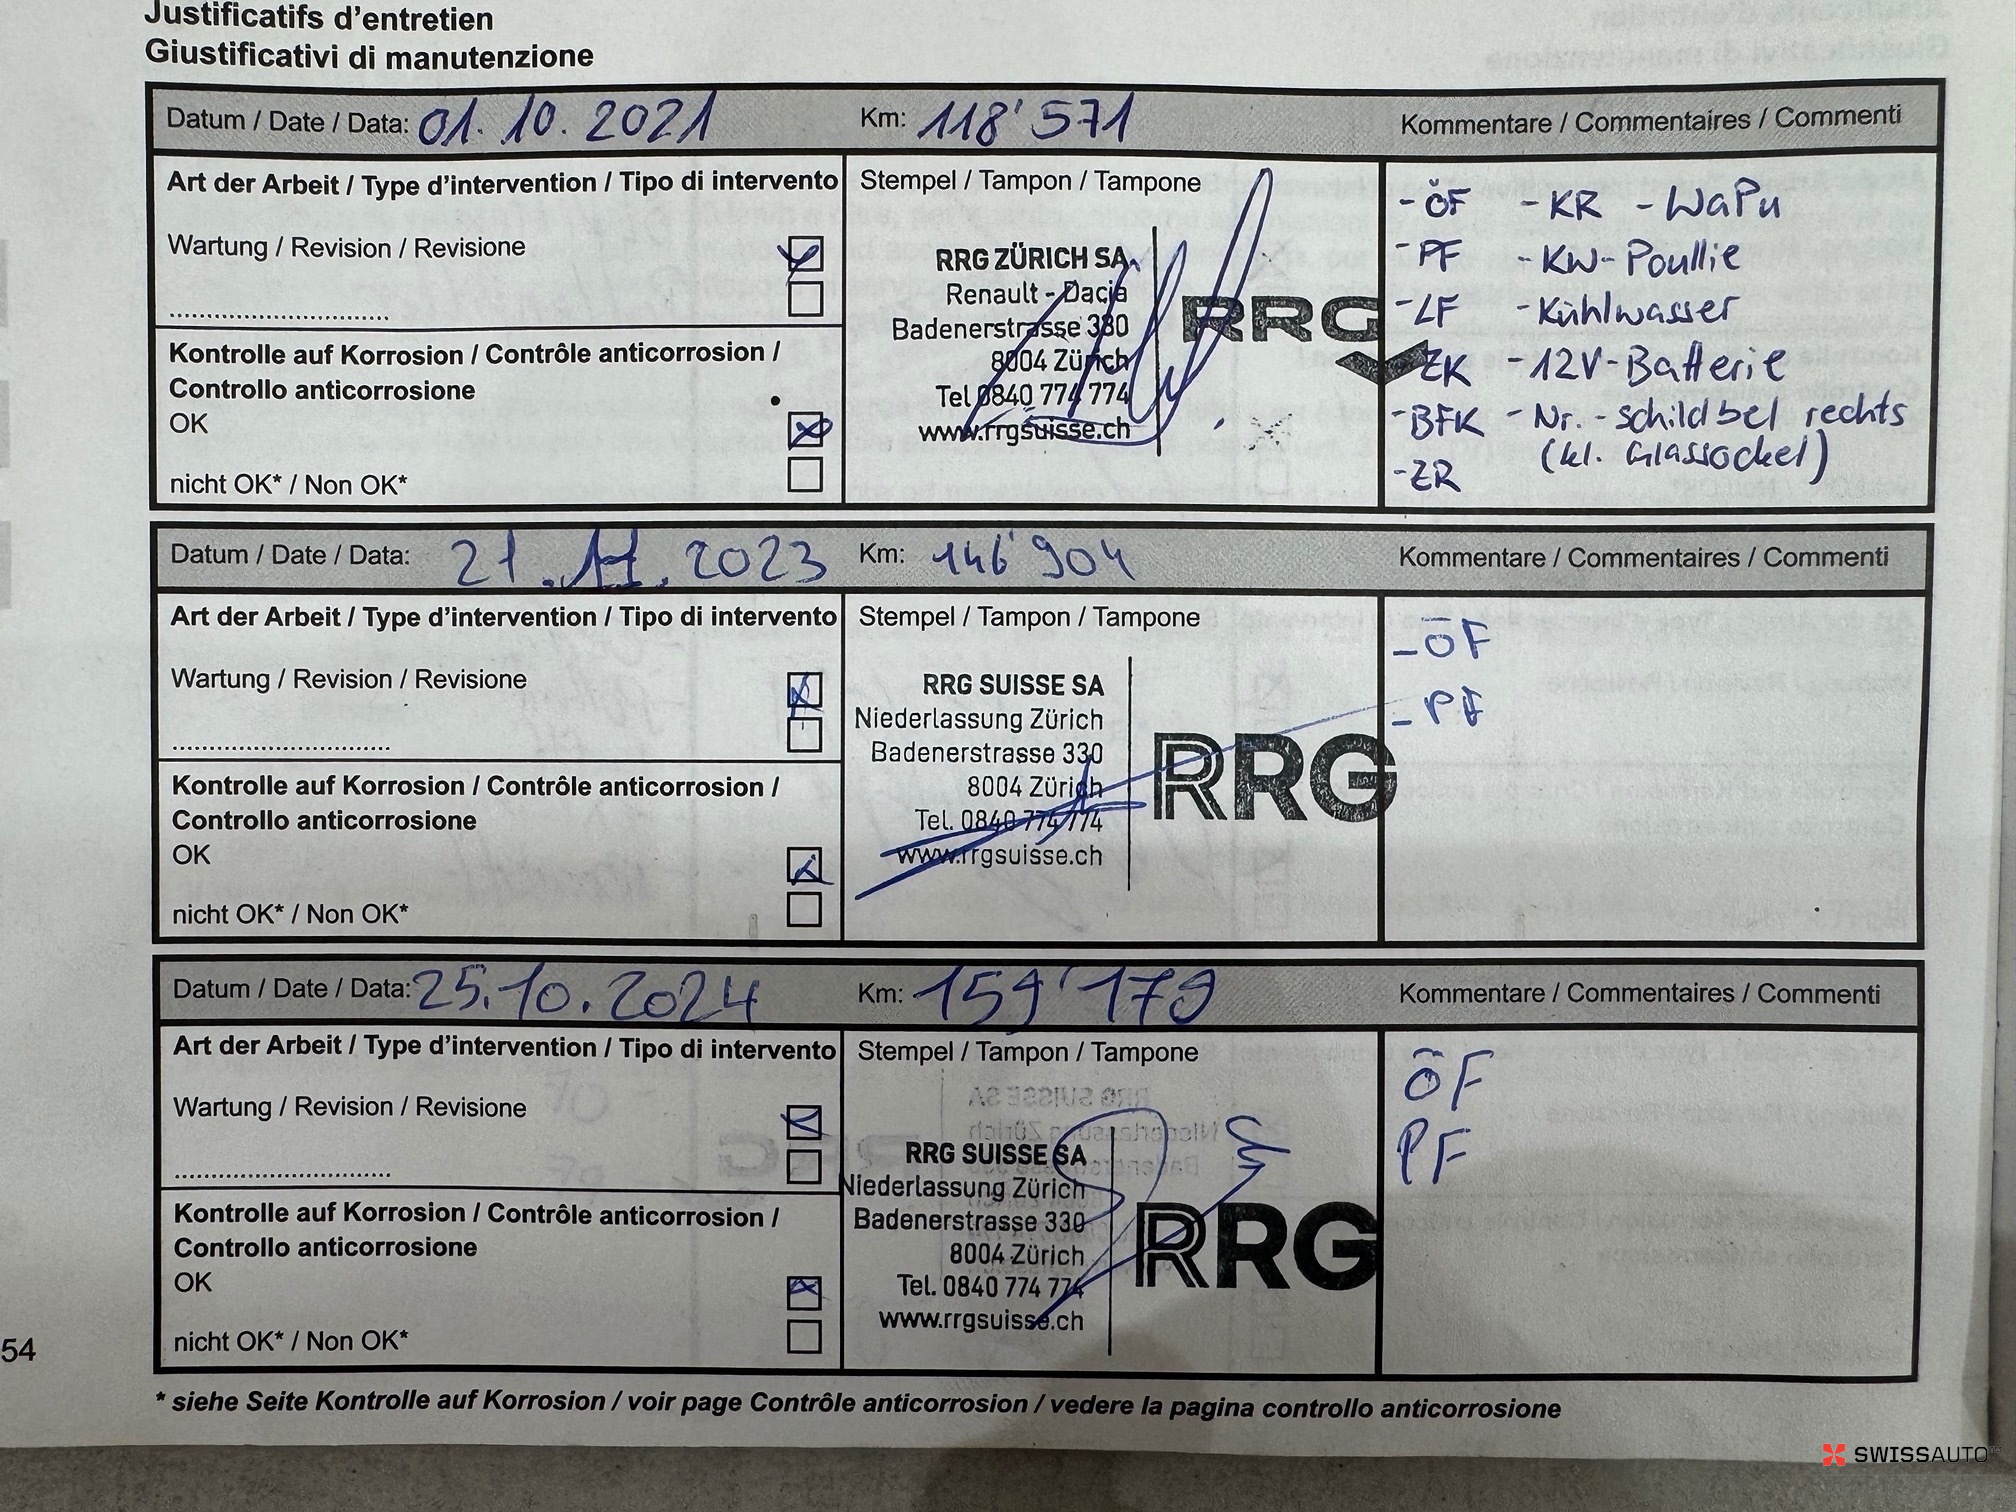 Justificatifs d'entretien
Giustificativi di manutenzione
Datum / Date / Data: 01.10.2021 Km: 118'571 Kommentare / Commentaires / Commenti
Art der Arbeit / Type d'intervention / Tipo di intervento
Wartung / Revision / Revisione
Kontrolle auf Korrosion / Contrôle anticorrosion /
Controllo anticorrosione
OK
nicht OK* / Non OK*
Stempel / Tampon / Tampone
RRG ZÜRICH SA
Renault - Dacia
Badenerstrasse 330
8004 Zürich
Tel 0840 774 774
www.rrgsuisse.ch
RRG
- ÖF - KR - WaPu
- PF - KW-Poullie
- LF - Kühlwasser
ZK - 12V-Batterie
- BFK - Nr.-schildbel rechts
(kl. Glassockel)
- ZR
Datum / Date / Data: 21.11.2023 Km: 146'904 Kommentare / Commentaires / Commenti
Art der Arbeit / Type d'intervention / Tipo di intervento
Wartung / Revision / Revisione
Kontrolle auf Korrosion / Contrôle anticorrosion /
Controllo anticorrosione
OK
nicht OK* / Non OK*
Stempel / Tampon / Tampone
RRG SUISSE SA
Niederlassung Zürich
Badenerstrasse 330
8004 Zürich
Tel. 0840 774 774
www.rrgsuisse.ch
RRG
- ÖF
- PF
Datum / Date / Data: 25.10.2024 Km: 159'179 Kommentare / Commentaires / Commenti
Art der Arbeit / Type d'intervention / Tipo di intervento
Wartung / Revision / Revisione
Kontrolle auf Korrosion / Contrôle anticorrosion /
Controllo anticorrosione
OK
nicht OK* / Non OK*
Stempel / Tampon / Tampone
RRG SUISSE SA
Niederlassung Zürich
Badenerstrasse 330
8004 Zürich
Tel. 0840 774 774
www.rrgsuisse.ch
RRG
ÖF
PF
54
* siehe Seite Kontrolle auf Korrosion / voir page Contrôle anticorrosion / vedere la pagina controllo anticorrosione
SWISSAUTO